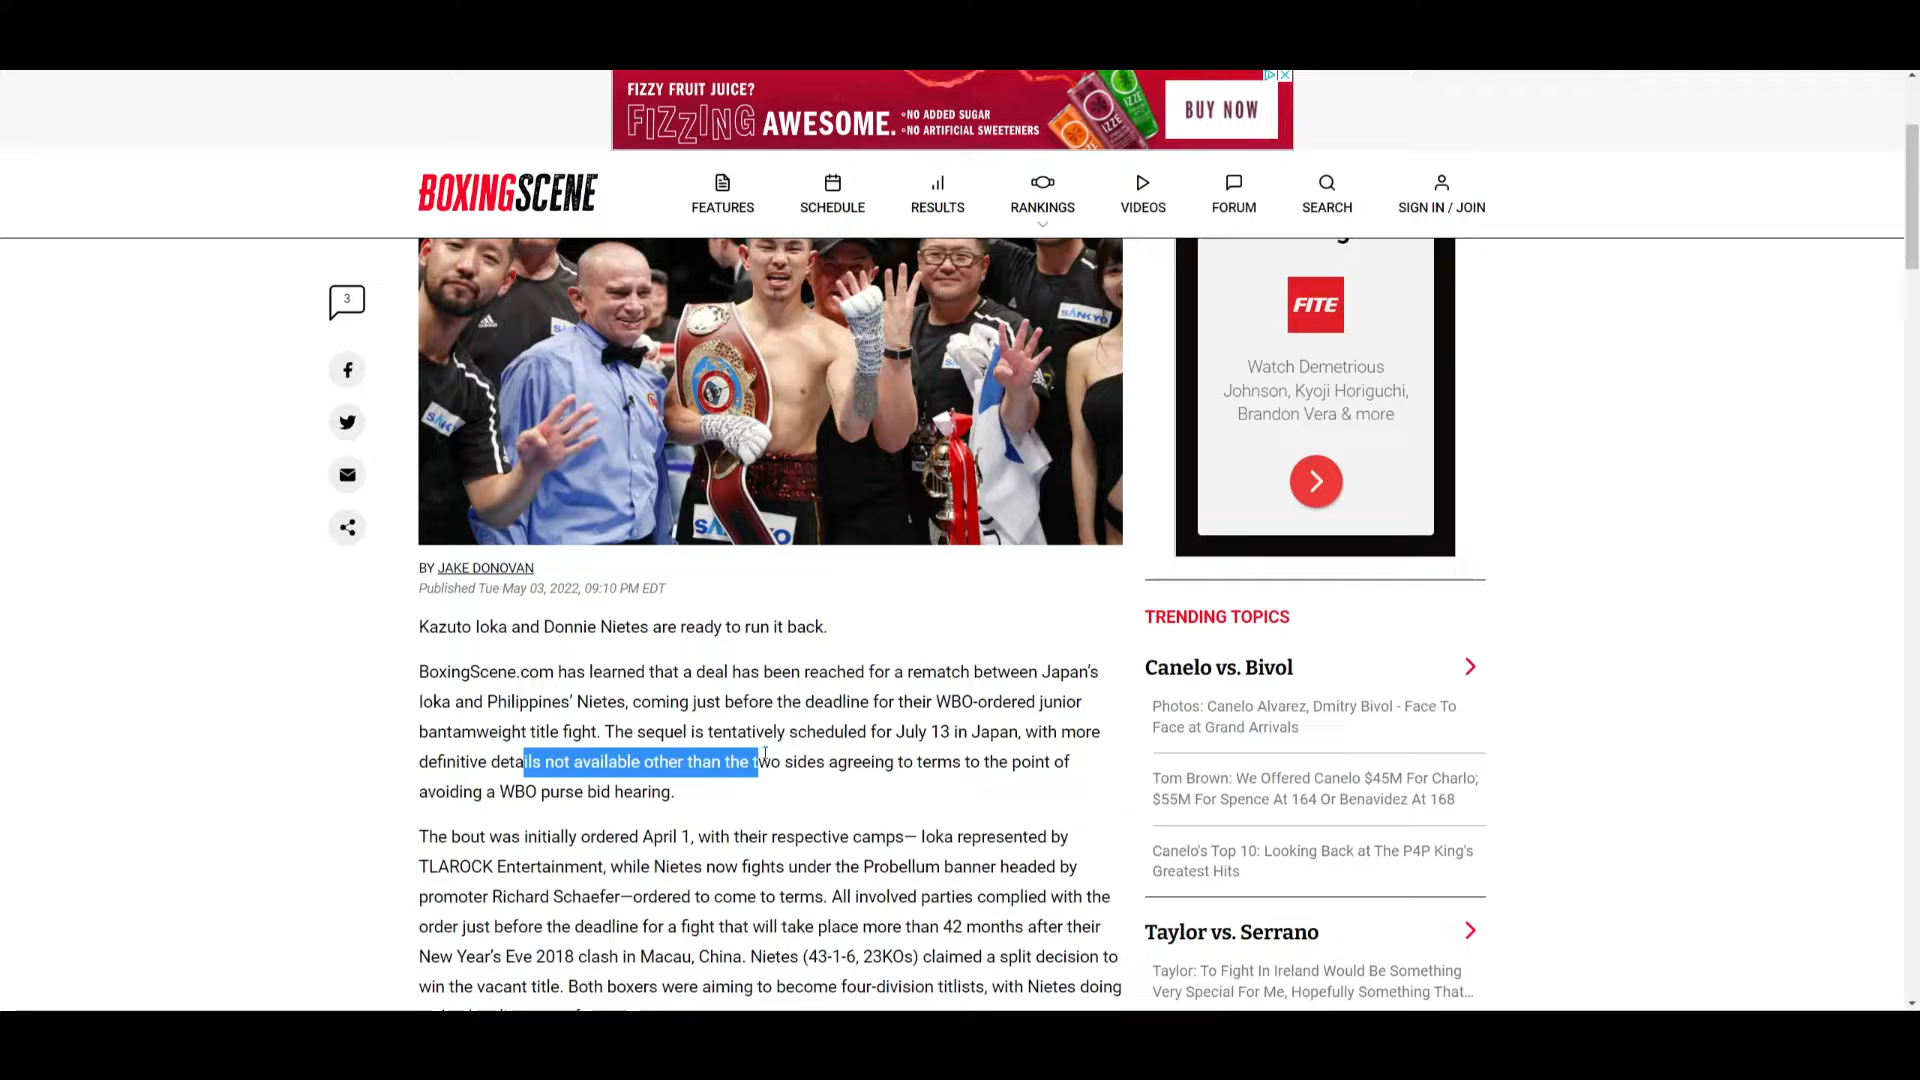 FIZZY FRUIT JUICE?
FIZZING AWESOME.
•NO ADDED SUGAR
•NO ARTIFICIAL SWEETENERS
IZZE
IZZE
BUY NOW
BOXINGSCENE
FEATURES
SCHEDULE
RESULTS
RANKINGS
VIDEOS
FORUM
SEARCH
SIGN IN / JOIN
3
SANKYO
FITE
Watch Demetrious
Johnson, Kyoji Horiguchi,
Brandon Vera & more
BY JAKE DONOVAN
Published Tue May 03, 2022, 09:10 PM EDT
Kazuto Ioka and Donnie Nietes are ready to run it back.
BoxingScene.com has learned that a deal has been reached for a rematch between Japan’s
Ioka and Philippines’ Nietes, coming just before the deadline for their WBO-ordered junior
bantamweight title fight. The sequel is tentatively scheduled for July 13 in Japan, with more
definitive details not available other than the two sides agreeing to terms to the point of
avoiding a WBO purse bid hearing.
The bout was initially ordered April 1, with their respective camps— Ioka represented by
TLAROCK Entertainment, while Nietes now fights under the Probellum banner headed by
promoter Richard Schaefer—ordered to come to terms. All involved parties complied with the
order just before the deadline for a fight that will take place more than 42 months after their
New Year’s Eve 2018 clash in Macau, China. Nietes (43-1-6, 23KOs) claimed a split decision to
win the vacant title. Both boxers were aiming to become four-division titlists, with Nietes doing
TRENDING TOPICS
Canelo vs. Bivol
Photos: Canelo Alvarez, Dmitry Bivol - Face To
Face at Grand Arrivals
Tom Brown: We Offered Canelo $45M For Charlo;
$55M For Spence At 164 Or Benavidez At 168
Canelo's Top 10: Looking Back at The P4P King's
Greatest Hits
Taylor vs. Serrano
Taylor: To Fight In Ireland Would Be Something
Very Special For Me, Hopefully Something That...